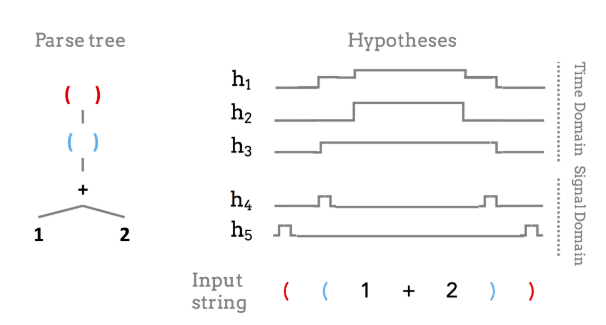 Parse tree
( )
( )
+
1 2
Hypotheses
h₁
h₂
h₃
h₄
h₅
Time Domain
Signal Domain
Input
string
( ( 1 + 2 ) )